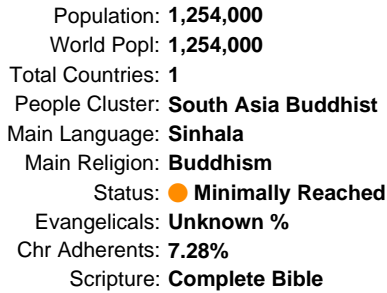 Population: 1,254,000
World Popl: 1,254,000
Total Countries: 1
People Cluster: South Asia Buddhist
Main Language: Sinhala
Main Religion: Buddhism
Status: Minimally Reached
Evangelicals: Unknown %
Chr Adherents: 7.28%
Scripture: Complete Bible